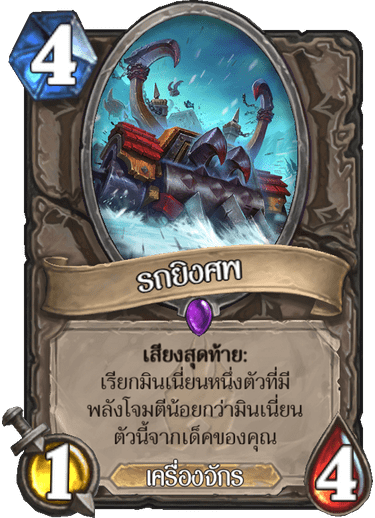 4
รถยิงศพ
เสียงสุดท้าย:
เรียกมินเนี่ยนหนึ่งตัวที่มี
พลังโจมตีน้อยกว่ามินเนี่ยน
ตัวนี้จากเด็คของคุณ
1
เครื่องจักร
4